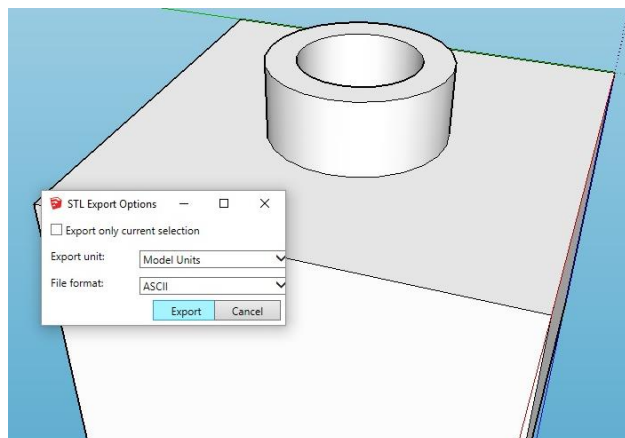 STL Export Options
Export only current selection
Export unit: Model Units
File format: ASCII
Export Cancel